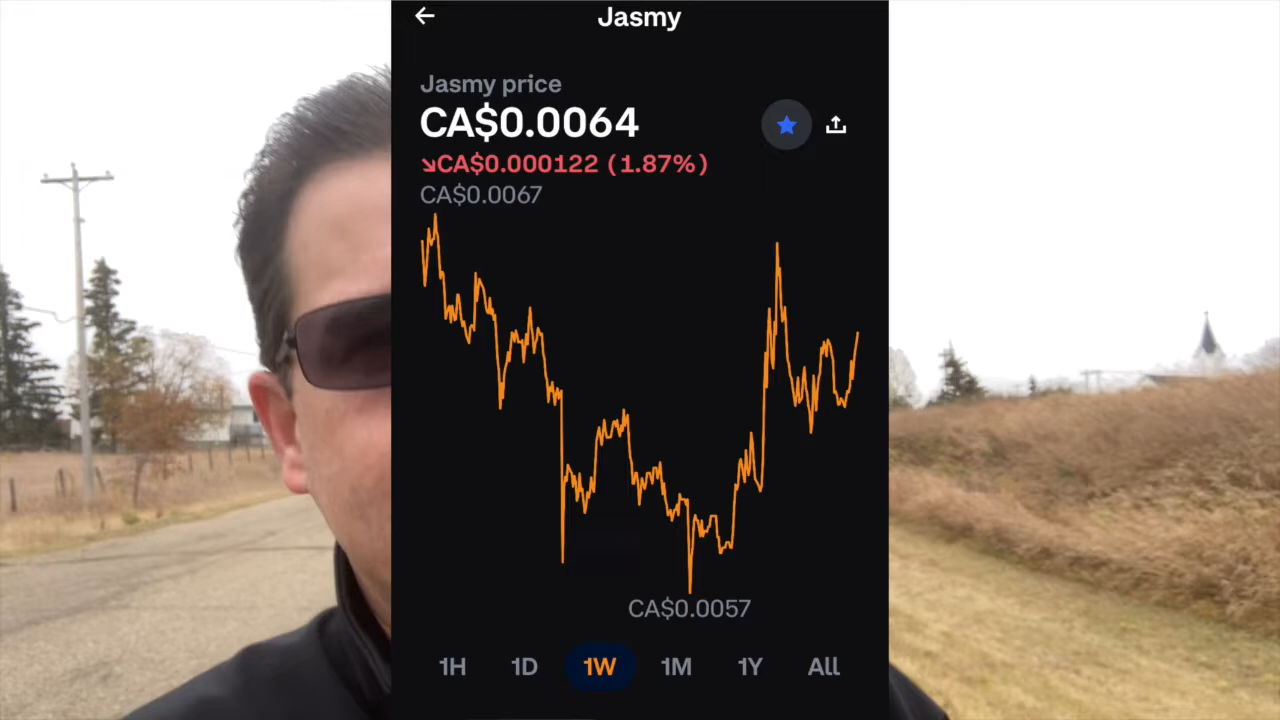 Jasmy
Jasmy price
CA$0.0064
↘CA$0.000122 (1.87%)
CA$0.0067
CA$0.0057
1H 1D 1W 1M 1Y All